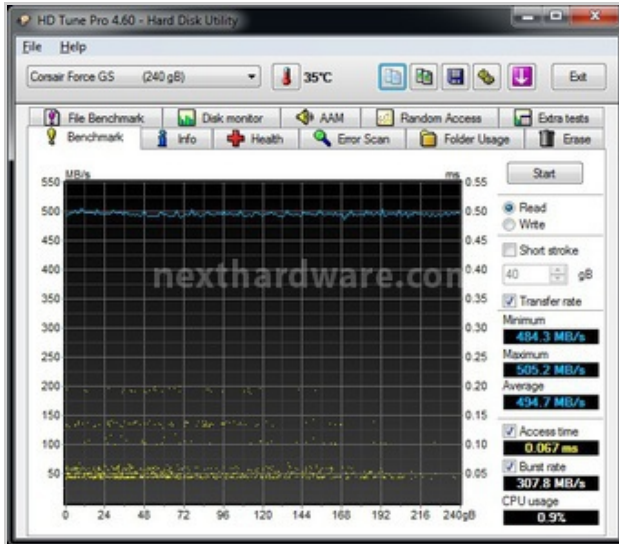 HD Tune Pro 4.60 - Hard Disk Utility
File Help
Corsair Force GS (240 gB) 35°C Exit
File Benchmark Disk monitor AAM Random Access Extra tests
Benchmark Info Health Error Scan Folder Usage Erase
MB/s ms
550 0.55
500 0.50
450 0.45
400 0.40
350 0.35
300 0.30
250 0.25
200 0.20
150 0.15
100 0.10
50 0.05
0 24 48 72 96 120 144 168 192 216 240gB
nexthardware.com
Start
Read
Write
Short stroke
40 gB
Transfer rate
Minimum
484.3 MB/s
Maximum
505.2 MB/s
Average
494.7 MB/s
Access time
0.067 ms
Burst rate
307.8 MB/s
CPU usage
0.9%